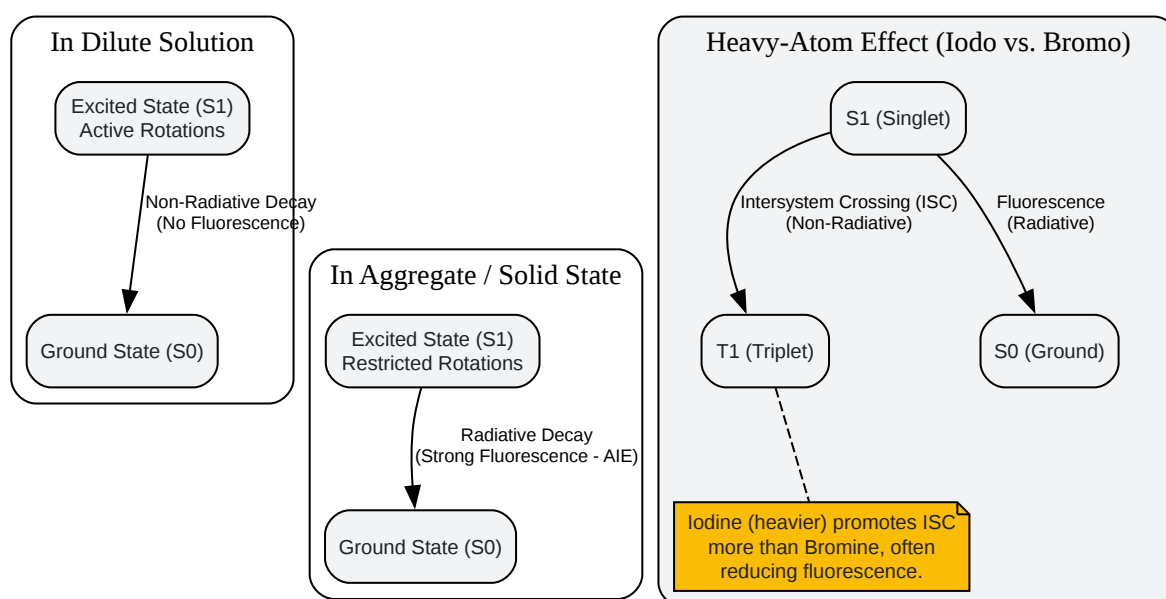 In Dilute Solution
Excited State (S1)
Active Rotations
Non-Radiative Decay
(No Fluorescence)
Ground State (S0)
In Aggregate / Solid State
Excited State (S1)
Restricted Rotations
Radiative Decay
(Strong Fluorescence - AIE)
Ground State (S0)
Heavy-Atom Effect (Iodo vs. Bromo)
S1 (Singlet)
Intersystem Crossing (ISC)
(Non-Radiative)
Fluorescence
(Radiative)
T1 (Triplet)
S0 (Ground)
Iodine (heavier) promotes ISC
more than Bromine, often
reducing fluorescence.